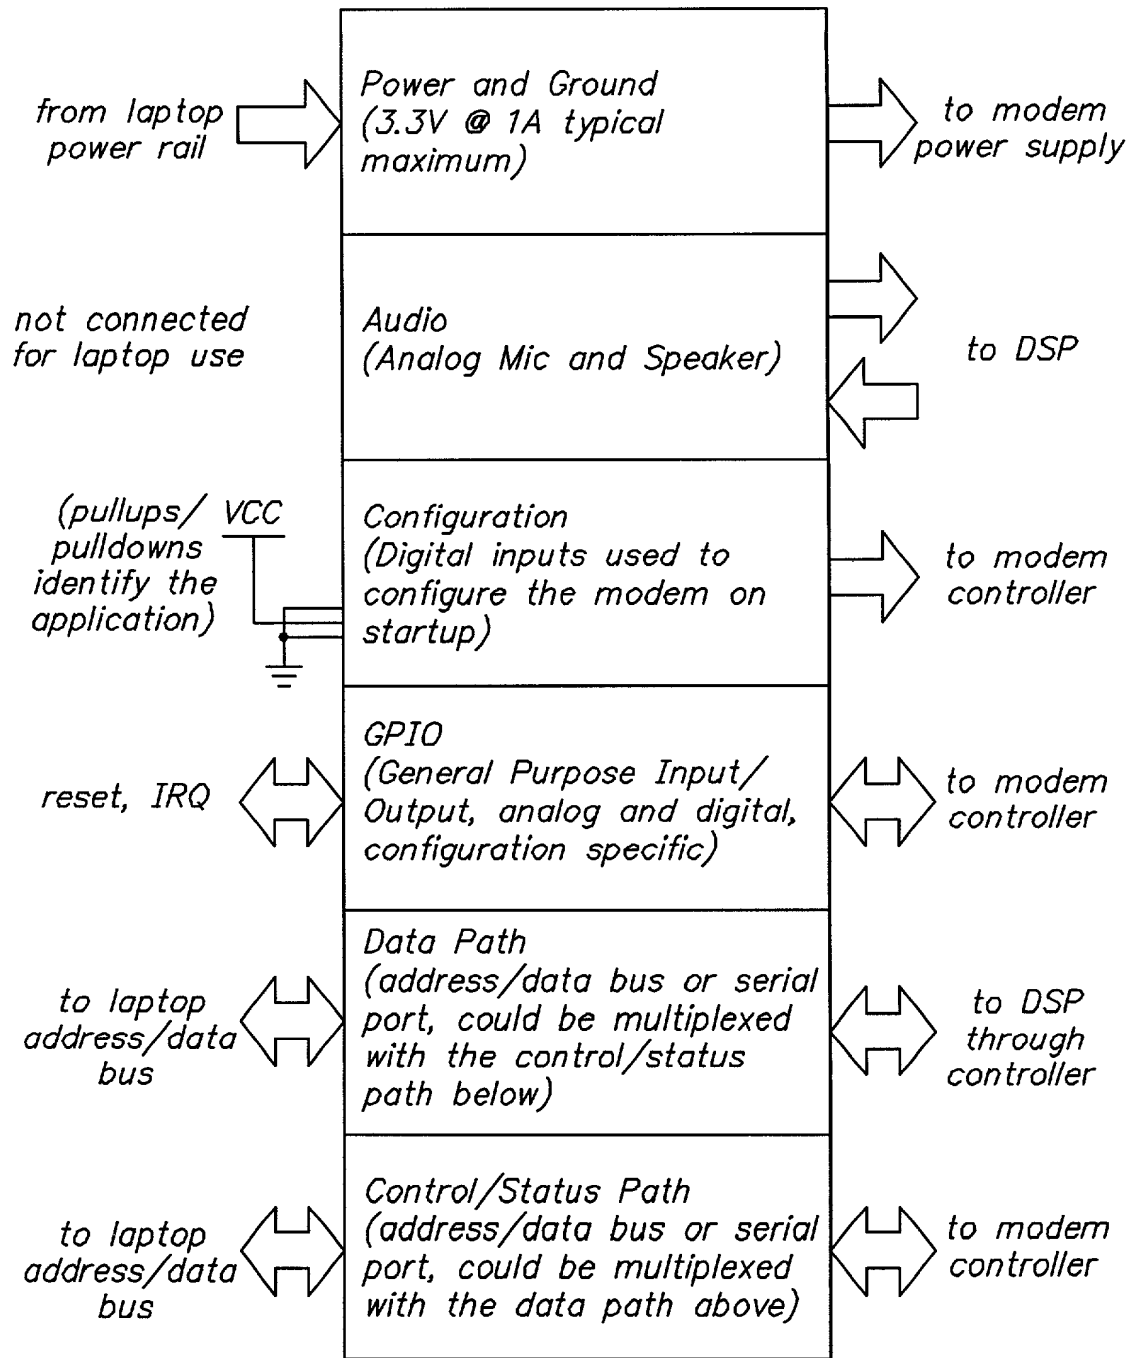 from laptop
power rail
Power and Ground
(3.3V @ 1A typical
maximum)
to modem
power supply
not connected
for laptop use
Audio
(Analog Mic and Speaker)
to DSP
(pullups/
pulldowns
identify the
application)
VCC
Configuration
(Digital inputs used to
configure the modem on
startup)
to modem
controller
reset, IRQ
GPIO
(General Purpose Input/
Output, analog and digital,
configuration specific)
to modem
controller
to laptop
address/data
bus
Data Path
(address/data bus or serial
port, could be multiplexed
with the control/status
path below)
to DSP
through
controller
to laptop
address/data
bus
Control/Status Path
(address/data bus or serial
port, could be multiplexed
with the data path above)
to modem
controller